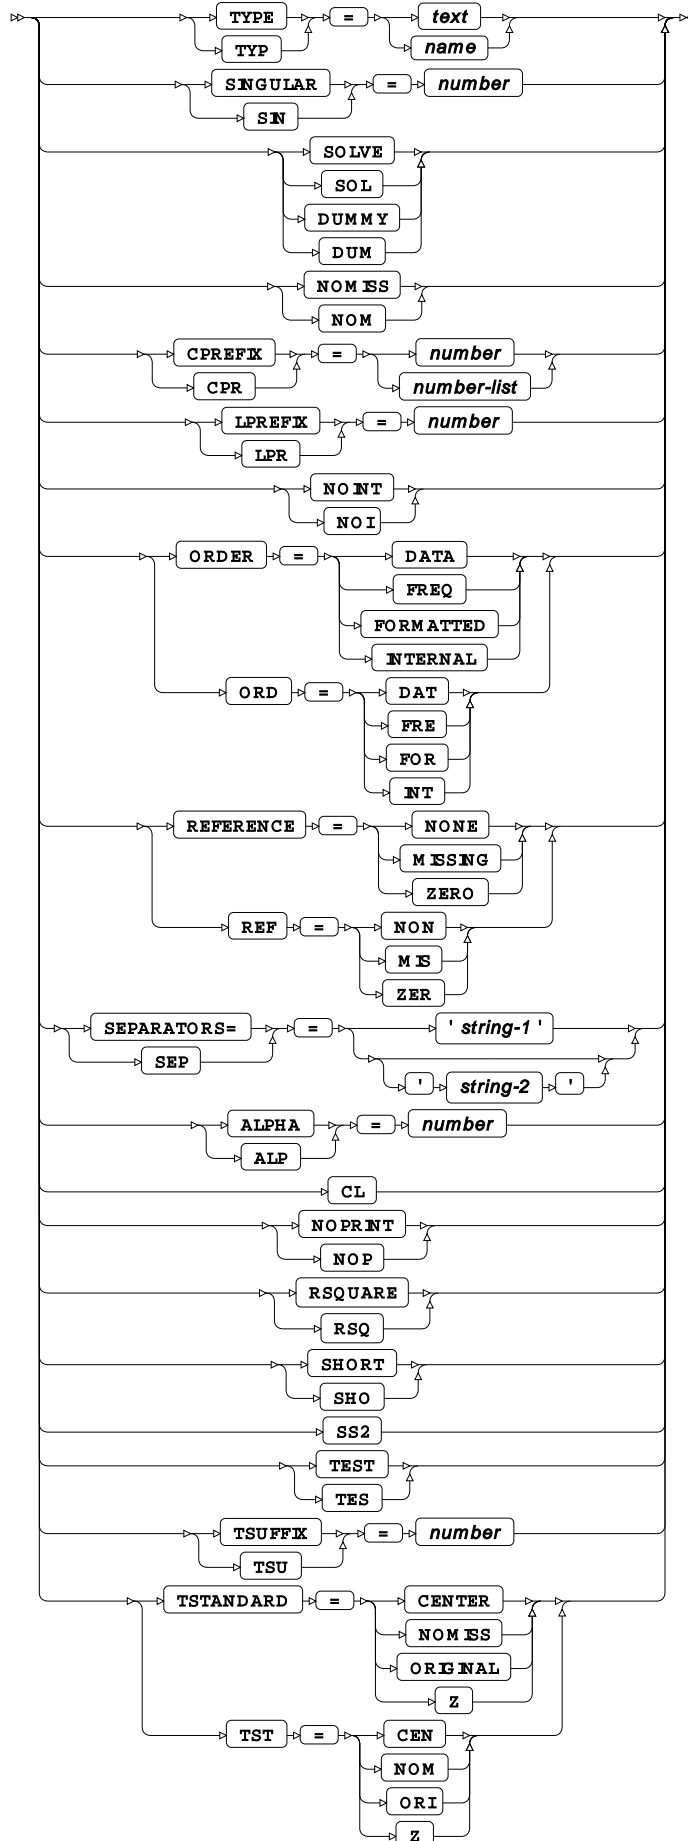 TYPE = text
TYP name
SINGULAR = number
SIN
SOLVE
SOL
DUMMY
DUM
NOMISS
NOM
CPREFIX = number
CPR number-list
LPREFIX = number
LPR
NOINT
NOI
ORDER = DATA
FREQ
FORMATTED
INTERNAL
ORD = DAT
FRE
FOR
INT
REFERENCE = NONE
MISSING
ZERO
REF = NON
MIS
ZER
SEPARATORS= = ' string-1 '
SEP
' string-2 '
ALPHA = number
ALP
CL
NOPRINT
NOP
RSQUARE
RSQ
SHORT
SHO
SS2
TEST
TES
TSUFFIX = number
TSU
TSTANDARD = CENTER
NOMISS
ORIGINAL
Z
TST = CEN
NOM
ORI
Z